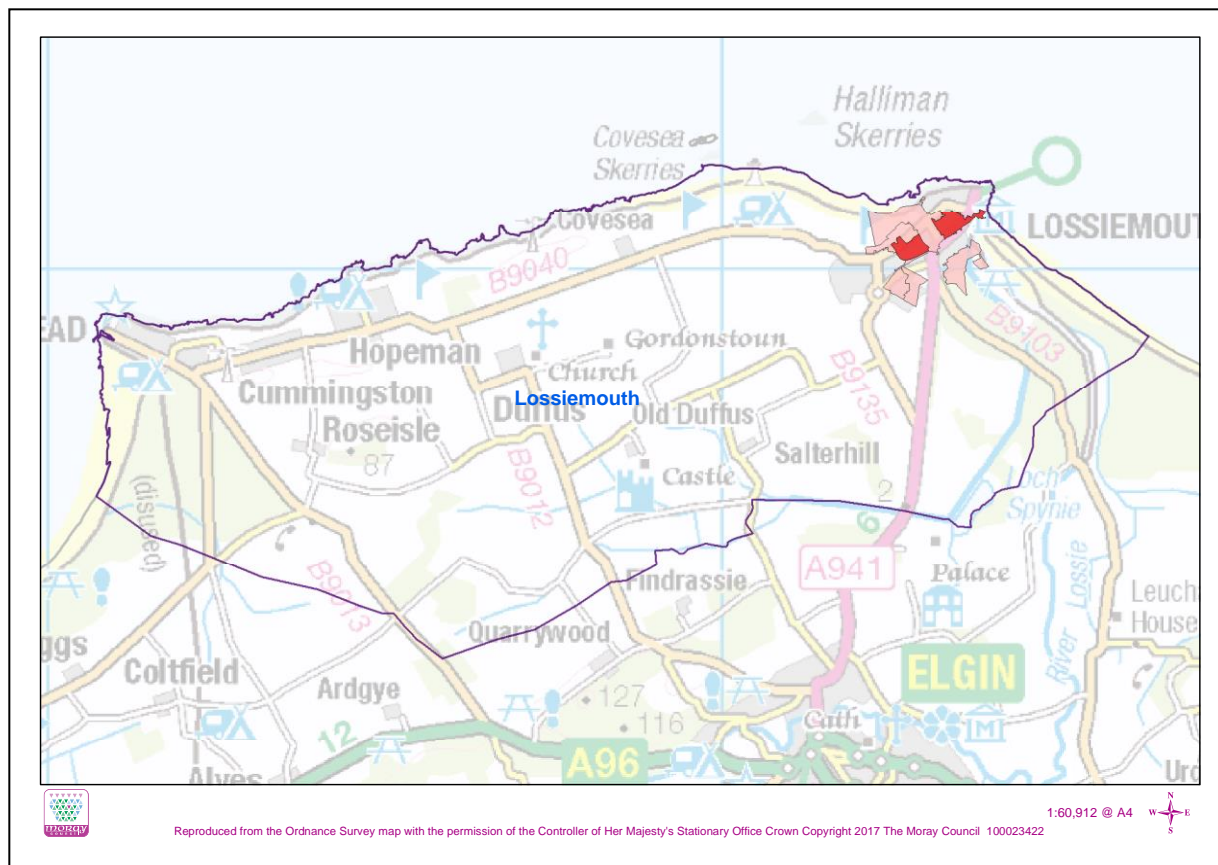 Halliman
Skerries
Covesea
Skerries
Covesea
LOSSIEMOUT
B9040
EAD
Hopeman
Gordonstoun
B9103
Church
Cummingston
Lossiemouth
Duffus
Old Duffus
B9135
Roseisle
87
Salterhill
Castle
B9012
2
Loch
Spynie
(disused)
6
A941
Palace
B9013
Findrassie
Leuch
House
River Lossie
Quarrywood
ggs
Coltfield
Ardgye
ELGIN
127
116
Cath
12
A96
Alves
Urq
moray
council
1:60,912 @ A4
N
W E
S
Reproduced from the Ordnance Survey map with the permission of the Controller of Her Majesty's Stationary Office Crown Copyright 2017 The Moray Council 100023422